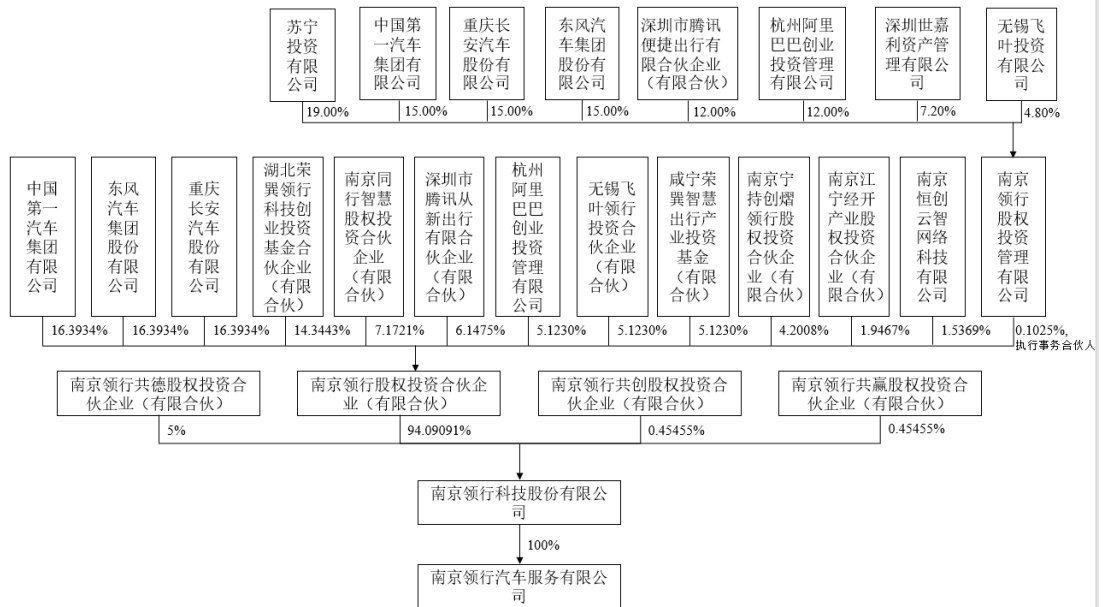 苏宁
投资
有限
公司
中国第
一汽车
集团有
限公司
重庆长
安汽车
股份有
限公司
东风汽
车集团
股份有
限公司
深圳市腾讯
便捷出行有
限合伙企业
（有限合伙）
杭州阿里
巴巴创业
投资管理
有限公司
深圳世嘉
利资产管
理有限公
司
无锡飞
叶投资
有限公
司
19.00%
15.00%
15.00%
15.00%
12.00%
12.00%
7.20%
4.80%
中国
第一
汽车
集团
有限
公司
东风
汽车
集团
股份
有限
公司
重庆
长安
汽车
股份
有限
公司
湖北荣
巽领行
科技创
业投资
基金合
伙企业
（有限
合伙）
南京同
行智慧
股权投
资合伙
企业
（有限
合伙）
深圳市
腾讯从
新出行
有限合
伙企业
（有限
合伙）
杭州
阿里
巴巴
创业
投资
管理
有限
公司
无锡飞
叶领行
投资合
伙企业
（有限
合伙）
咸宁荣
巽智慧
出行产
业投资
基金
（有限
合伙）
南京宁
持创熠
领行股
权投资
合伙企
业（有
限合伙）
南京江
宁经开
产业股
权投资
合伙企
业（有
限合伙）
南京
恒创
云智
网络
科技
有限
公司
南京
领行
股权
投资
管理
有限
公司
16.3934%
16.3934%
16.3934%
14.3443%
7.1721%
6.1475%
5.1230%
5.1230%
5.1230%
4.2008%
1.9467%
1.5369%
0.1025%,
执行事务合伙人
南京领行共德股权投资合
伙企业（有限合伙）
南京领行股权投资合伙企
业（有限合伙）
南京领行共创股权投资合
伙企业（有限合伙）
南京领行共赢股权投资合
伙企业（有限合伙）
5%
94.09091%
0.45455%
0.45455%
南京领行科技股份有限公
司
100%
南京领行汽车服务有限公
司